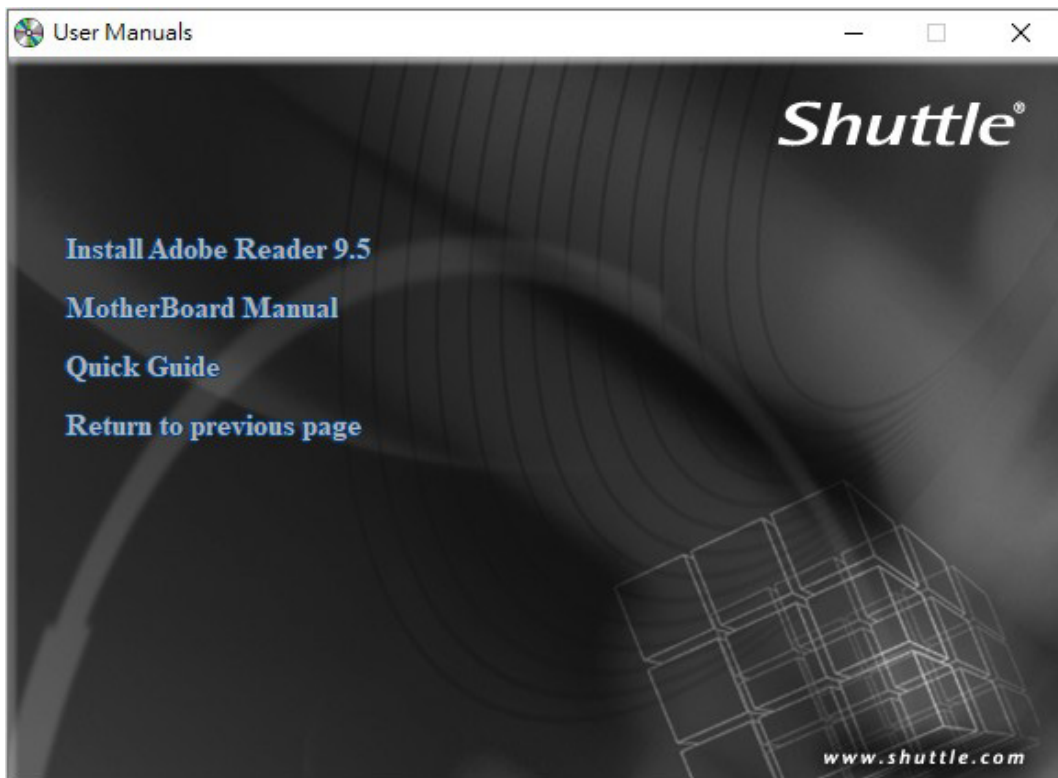 User Manuals
Shuttle®
Install Adobe Reader 9.5
MotherBoard Manual
Quick Guide
Return to previous page
www.shuttle.com